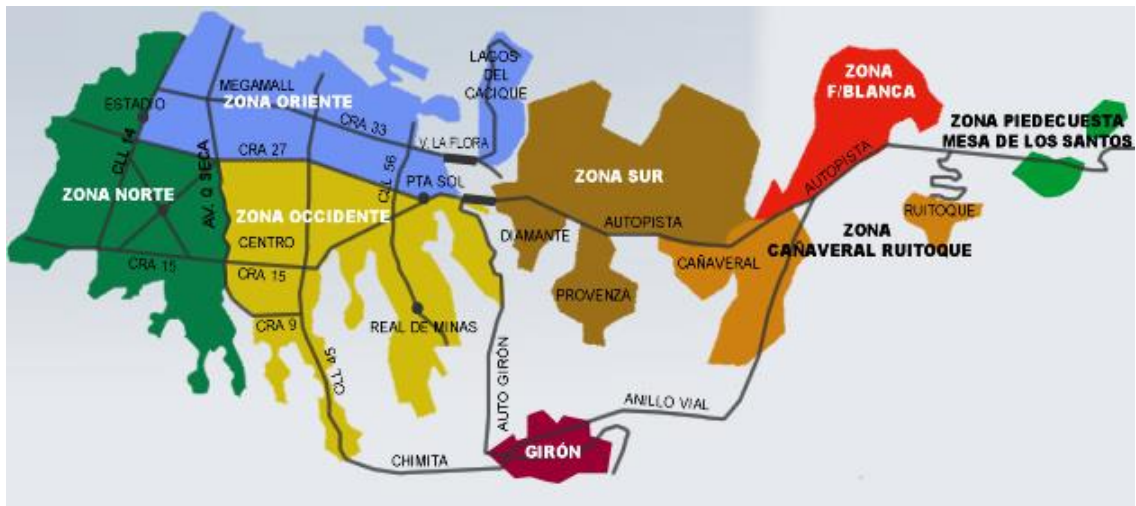 LAGOS
DEL
CACIQUE
MEGAMALL
ZONA ORIENTE
ESTADIO
CRA 33
V. LA FLORA
CLL 14
CRA 27
CLL 56
AV. Q SECA
ZONA NORTE
PTA SOL
ZONA OCCIDENTE
CENTRO
CRA 15
CRA 15
CRA 9
REAL DE MINAS
CLL 45
CHIMITA
AUTO GIRÓN
GIRÓN
ANILLO VIAL
ZONA SUR
DIAMANTE
AUTOPISTA
PROVENZA
CAÑAVERAL
ZONA
F/BLANCA
AUTOPISTA
ZONA PIEDECUESTA
MESA DE LOS SANTOS
RUITOQUE
ZONA
CAÑAVERAL RUITOQUE